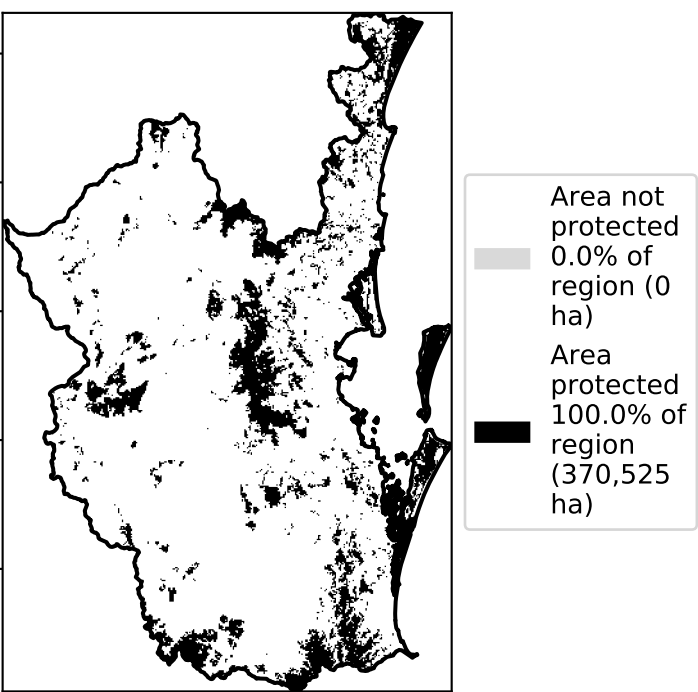 Area not
protected
0.0% of
region (0
ha)
Area
protected
100.0% of
region
(370,525
ha)